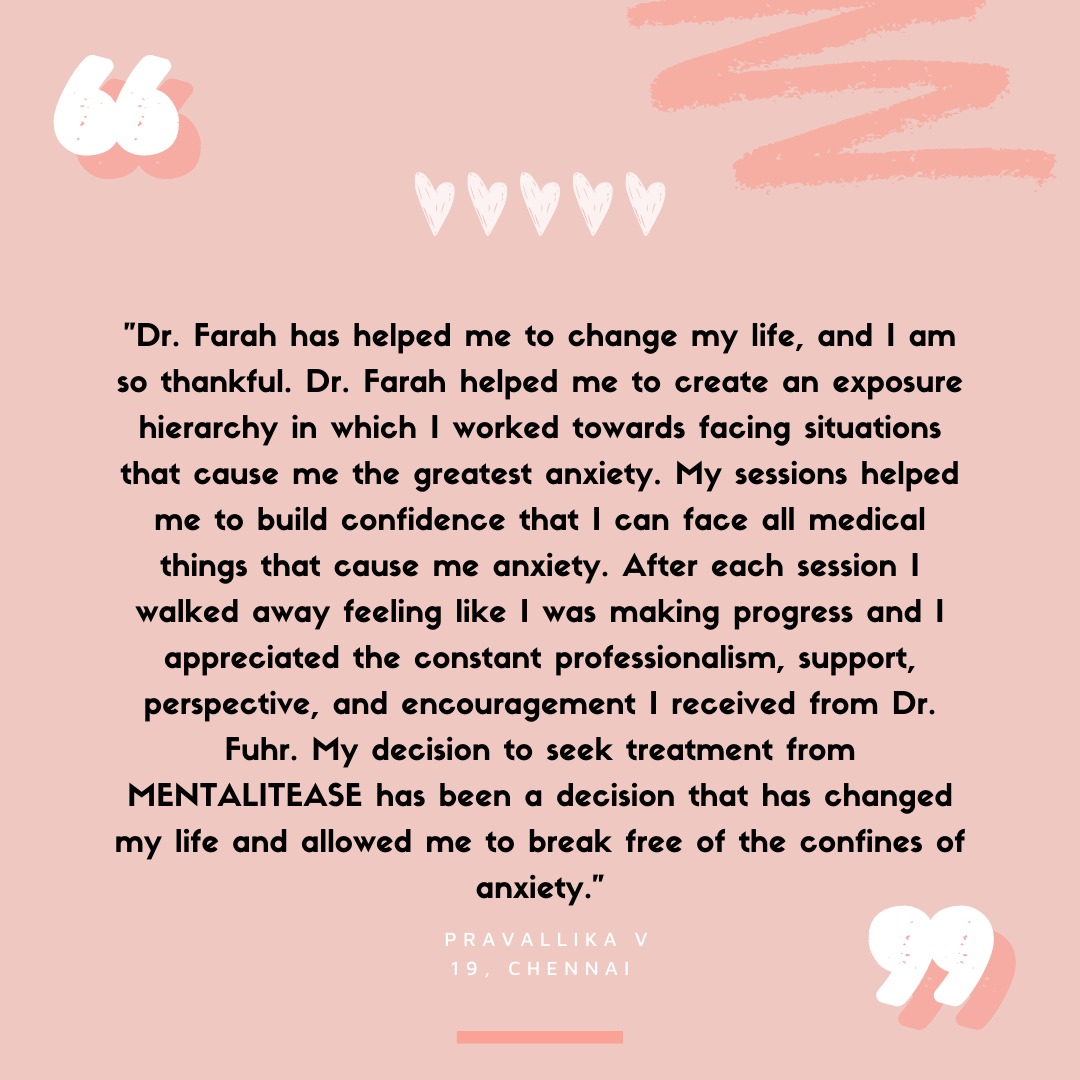 "Dr. Farah has helped me to change my life, and I am
so thankful. Dr. Farah helped me to create an exposure
hierarchy in which I worked towards facing situations
that cause me the greatest anxiety. My sessions helped
me to build confidence that I can face all medical
things that cause me anxiety. After each session I
walked away feeling like I was making progress and I
appreciated the constant professionalism, support,
perspective, and encouragement I received from Dr.
Fuhr. My decision to seek treatment from
MENTALITEASE has been a decision that has changed
my life and allowed me to break free of the confines of
anxiety."
PRAVALLIKA V
19, CHENNAI